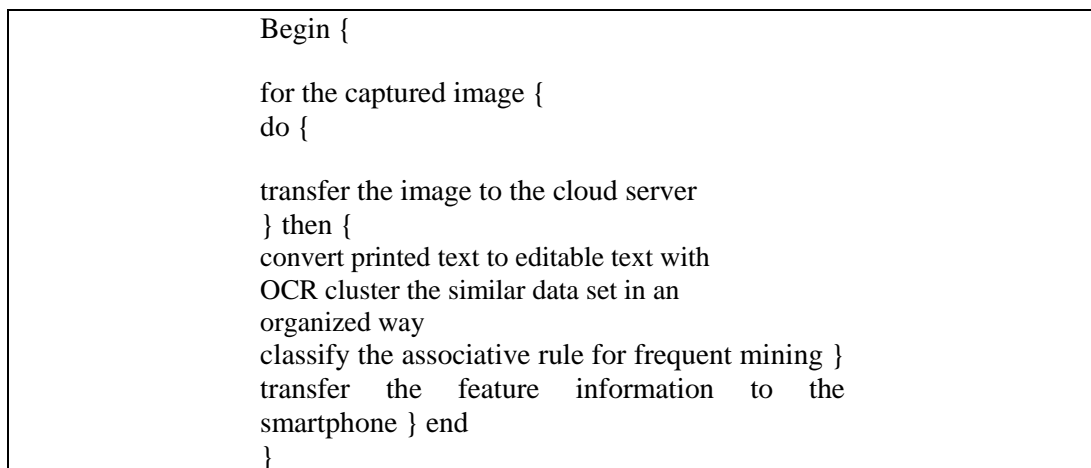 Begin {
for the captured image {
do {
transfer the image to the cloud server
} then {
convert printed text to editable text with
OCR cluster the similar data set in an
organized way
classify the associative rule for frequent mining }
transfer the feature information to the
smartphone } end
}